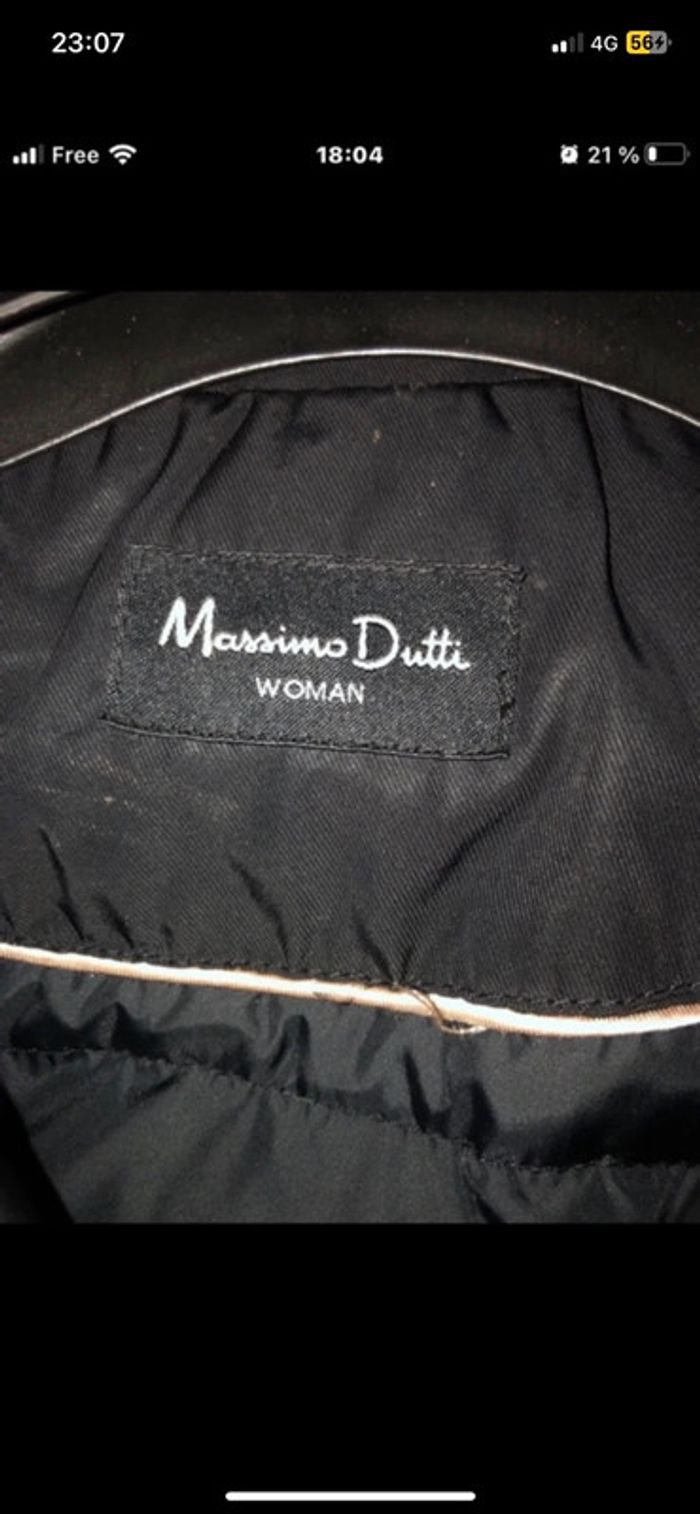 23:07
4G 56
Free
18:04
21 %
Massimo Dutti
WOMAN